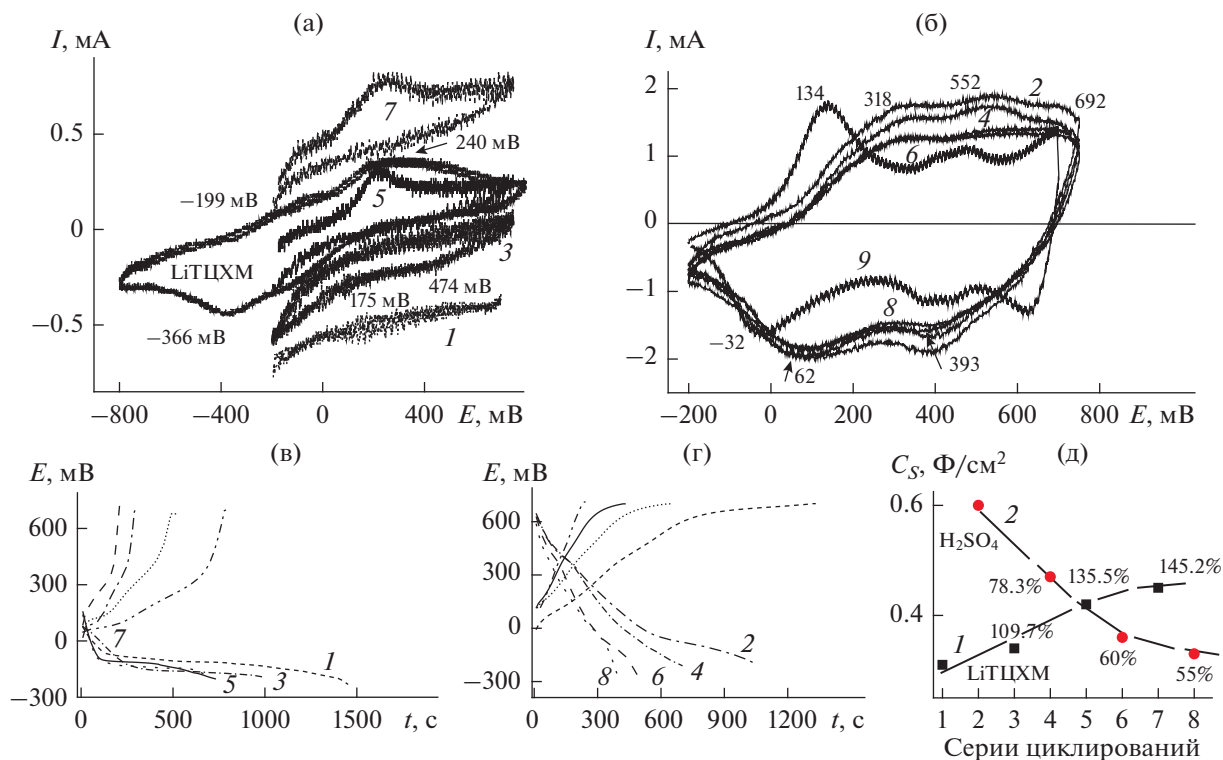 (а)
I, мА
0.5
0
−0.5
7
240 мВ
−199 мВ
5
LiТЦХМ
3
175 мВ
474 мВ
−366 мВ
1
−800
−400
0
400
E, мВ
(б)
I, мА
2
1
0
−1
−2
134
318
552
2
692
4
6
9
8
−32
62
393
−200
0
200
400
600
800
E, мВ
(в)
E, мВ
600
300
0
−300
7
1
5
3
0
500
1000
1500
t, с
(г)
E, мВ
600
300
0
−300
2
4
6
8
0
300
600
900
1300
t, с
(д)
C_S, Ф/см²
0.6
0.4
2
H₂SO₄
78.3%
135.5%
145.2%
1
109.7%
LiТЦХМ
60%
55%
1 2 3 4 5 6 7 8
Серии циклирований